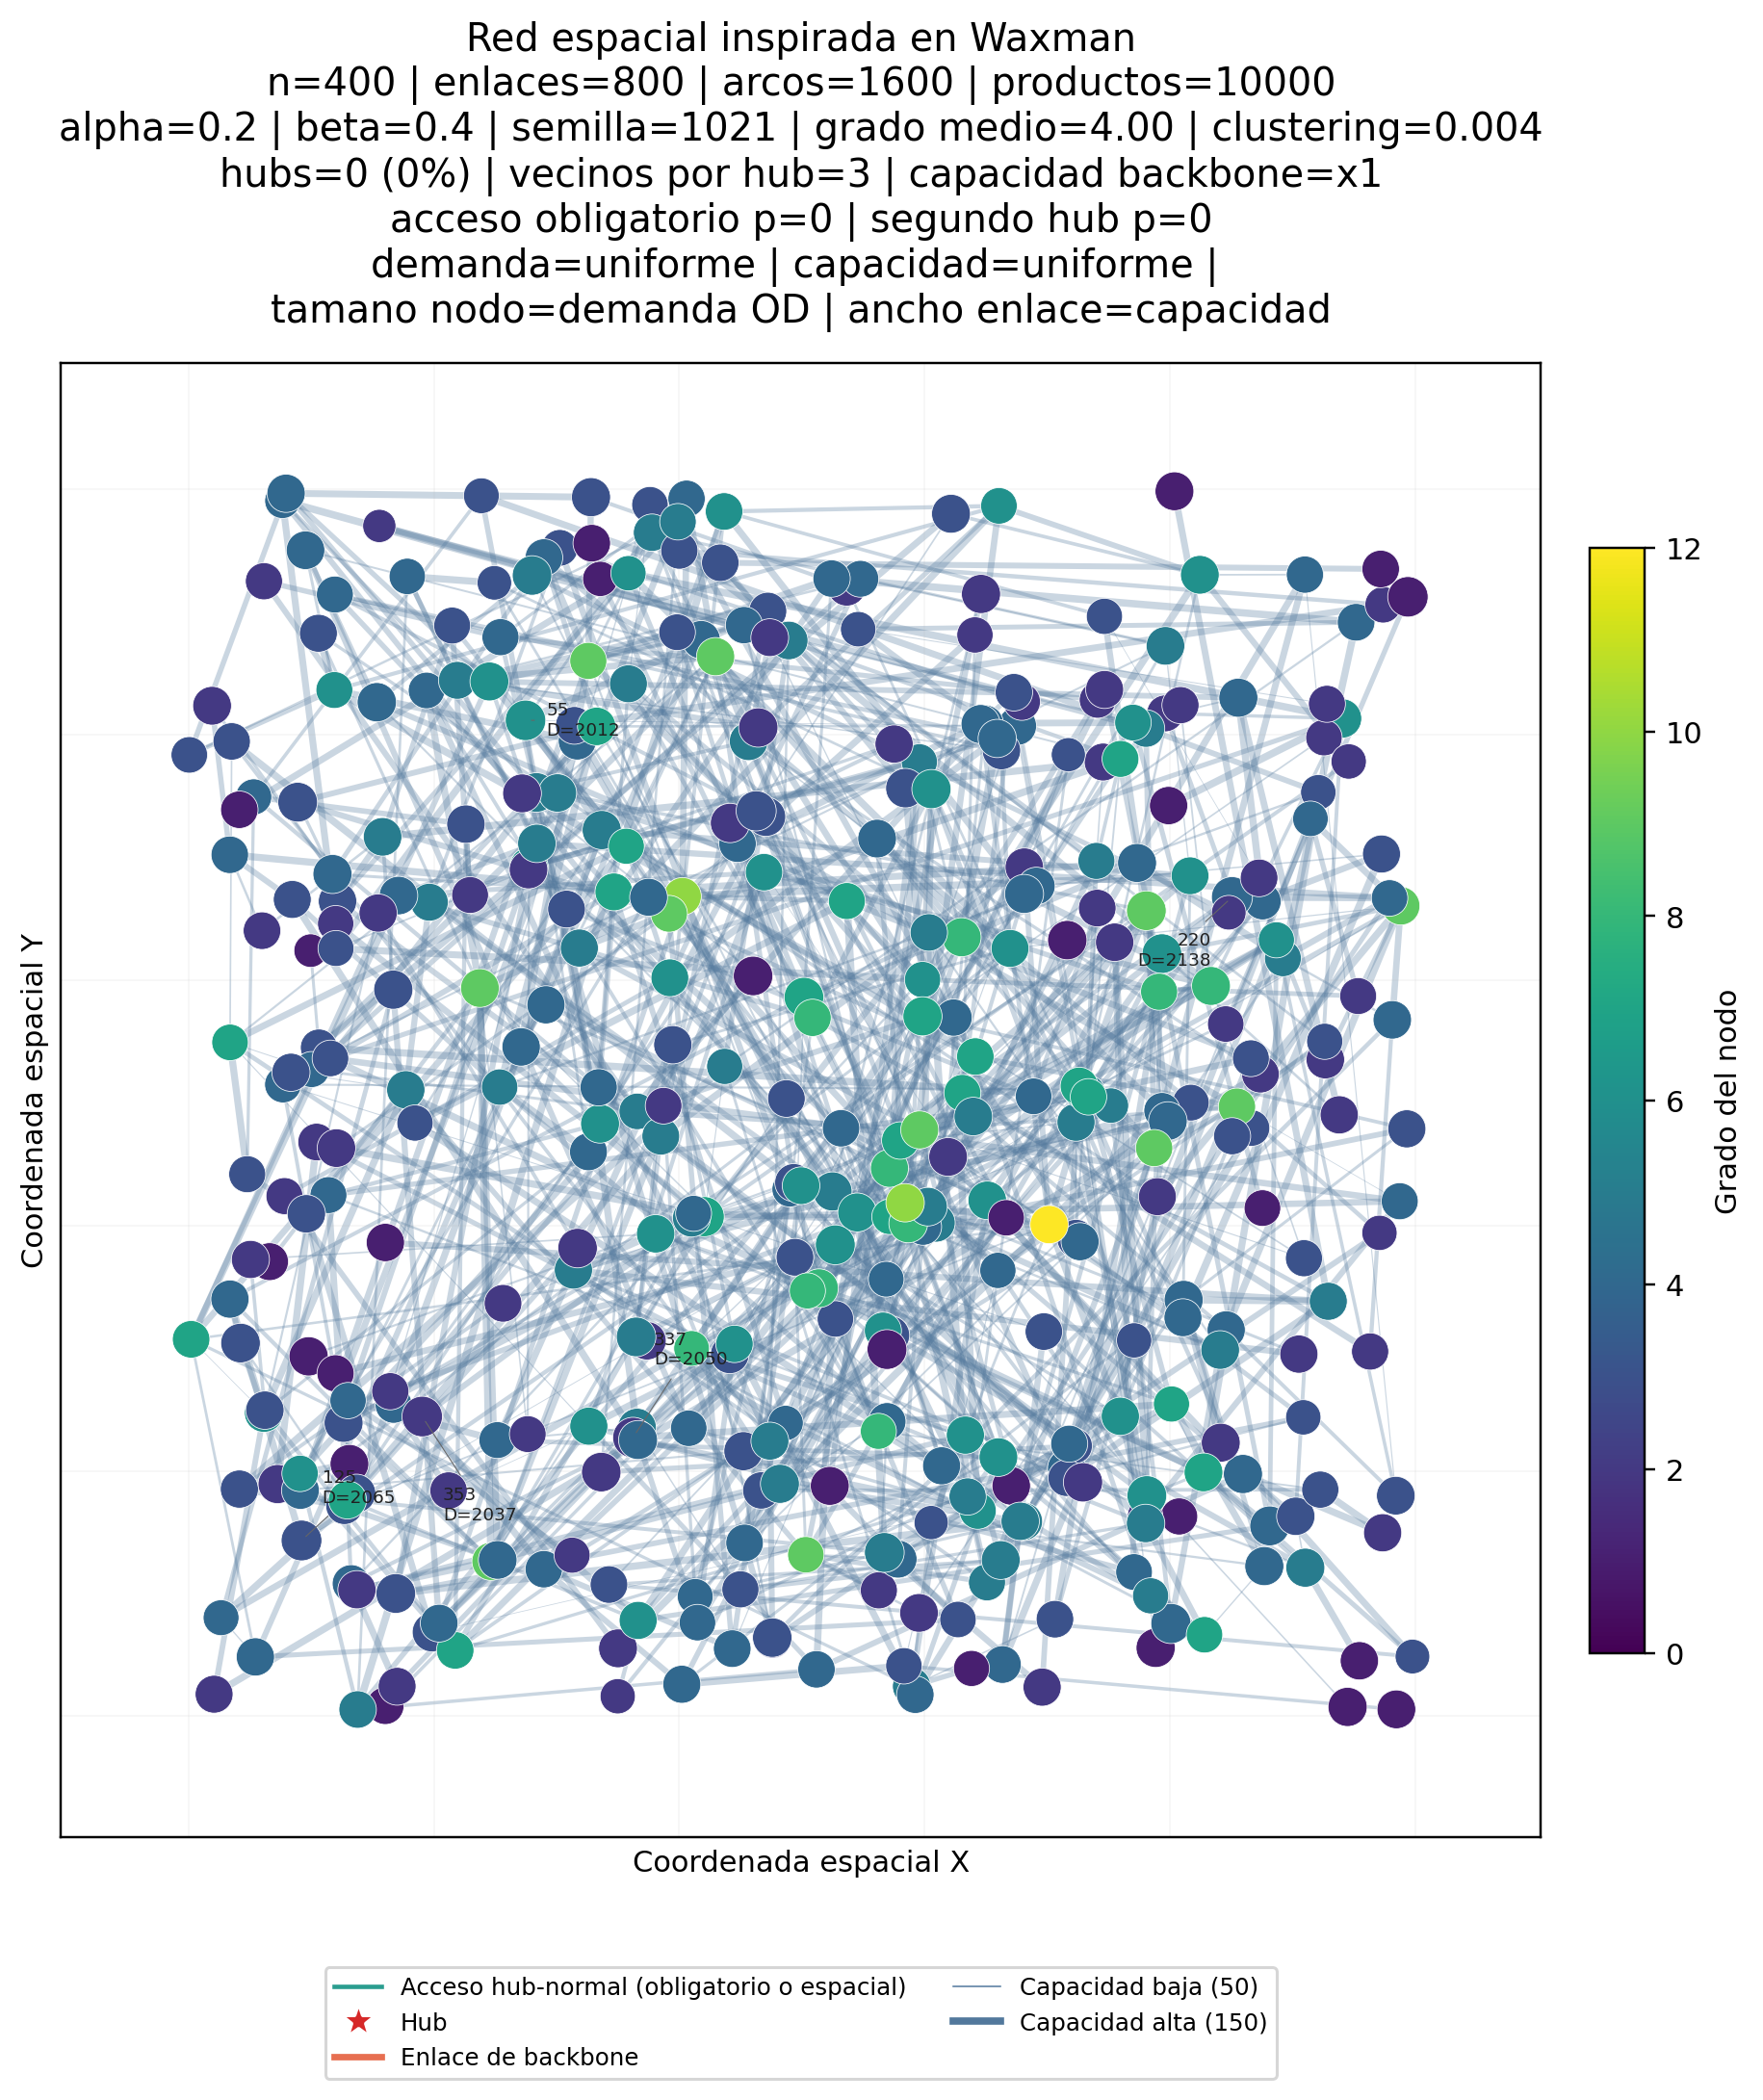 Red espacial inspirada en Waxman
n=400 | enlaces=800 | arcos=1600 | productos=10000
alpha=0.2 | beta=0.4 | semilla=1021 | grado medio=4.00 | clustering=0.004
hubs=0 (0%) | vecinos por hub=3 | capacidad backbone=x1
acceso obligatorio p=0 | segundo hub p=0
demanda=uniforme | capacidad=uniforme |
tamano nodo=demanda OD | ancho enlace=capacidad
55
D=2012
220
D=2138
337
D=2050
125
D=2065
353
D=2037
Coordenada espacial Y
Coordenada espacial X
12
10
8
6
4
2
0
Grado del nodo
Acceso hub-normal (obligatorio o espacial)
Hub
Enlace de backbone
Capacidad baja (50)
Capacidad alta (150)